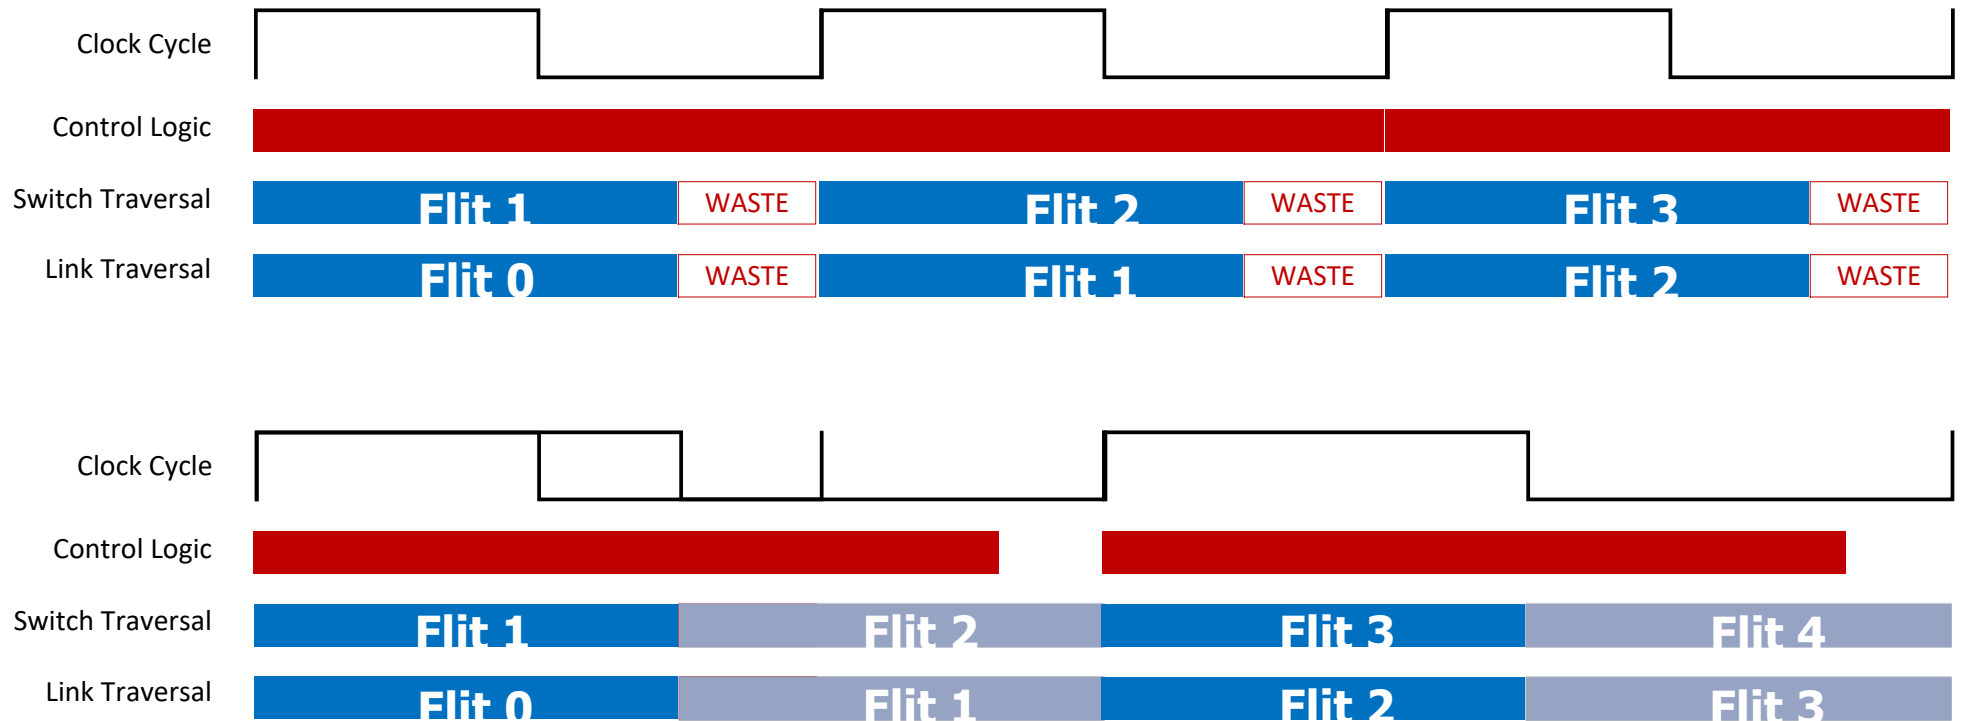 Clock Cycle
Control Logic
Switch Traversal Flit 1 WASTE Flit 2 WASTE Flit 3 WASTE
Link Traversal Flit 0 WASTE Flit 1 WASTE Flit 2 WASTE
Clock Cycle
Control Logic
Switch Traversal Flit 1 Flit 2 Flit 3 Flit 4
Link Traversal Flit 0 Flit 1 Flit 2 Flit 3